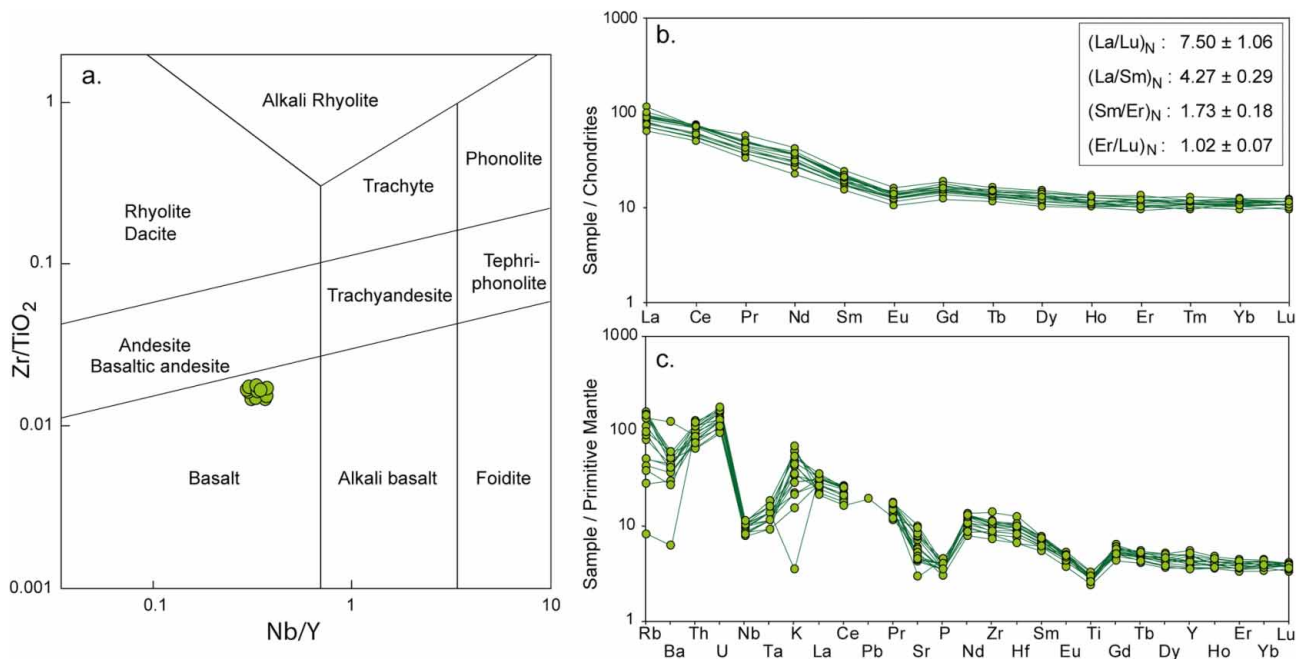 a.
Alkali Rhyolite
Phonolite
Trachyte
Rhyolite
Dacite
Tephri-
phonolite
Trachyandesite
Andesite
Basaltic andesite
Basalt
Alkali basalt
Foidite
Zr/TiO₂
1
0.1
0.01
0.001
0.1
1
10
Nb/Y
b.
(La/Lu)N : 7.50 ± 1.06
(La/Sm)N : 4.27 ± 0.29
(Sm/Er)N : 1.73 ± 0.18
(Er/Lu)N : 1.02 ± 0.07
Sample / Chondrites
1000
100
10
1
La Ce Pr Nd Sm Eu Gd Tb Dy Ho Er Tm Yb Lu
c.
Sample / Primitive Mantle
1000
100
10
1
Rb Th Nb K Ce Pr P Zr Sm Ti Tb Y Er Lu
Ba U Ta La Pb Sr Nd Hf Eu Gd Dy Ho Yb